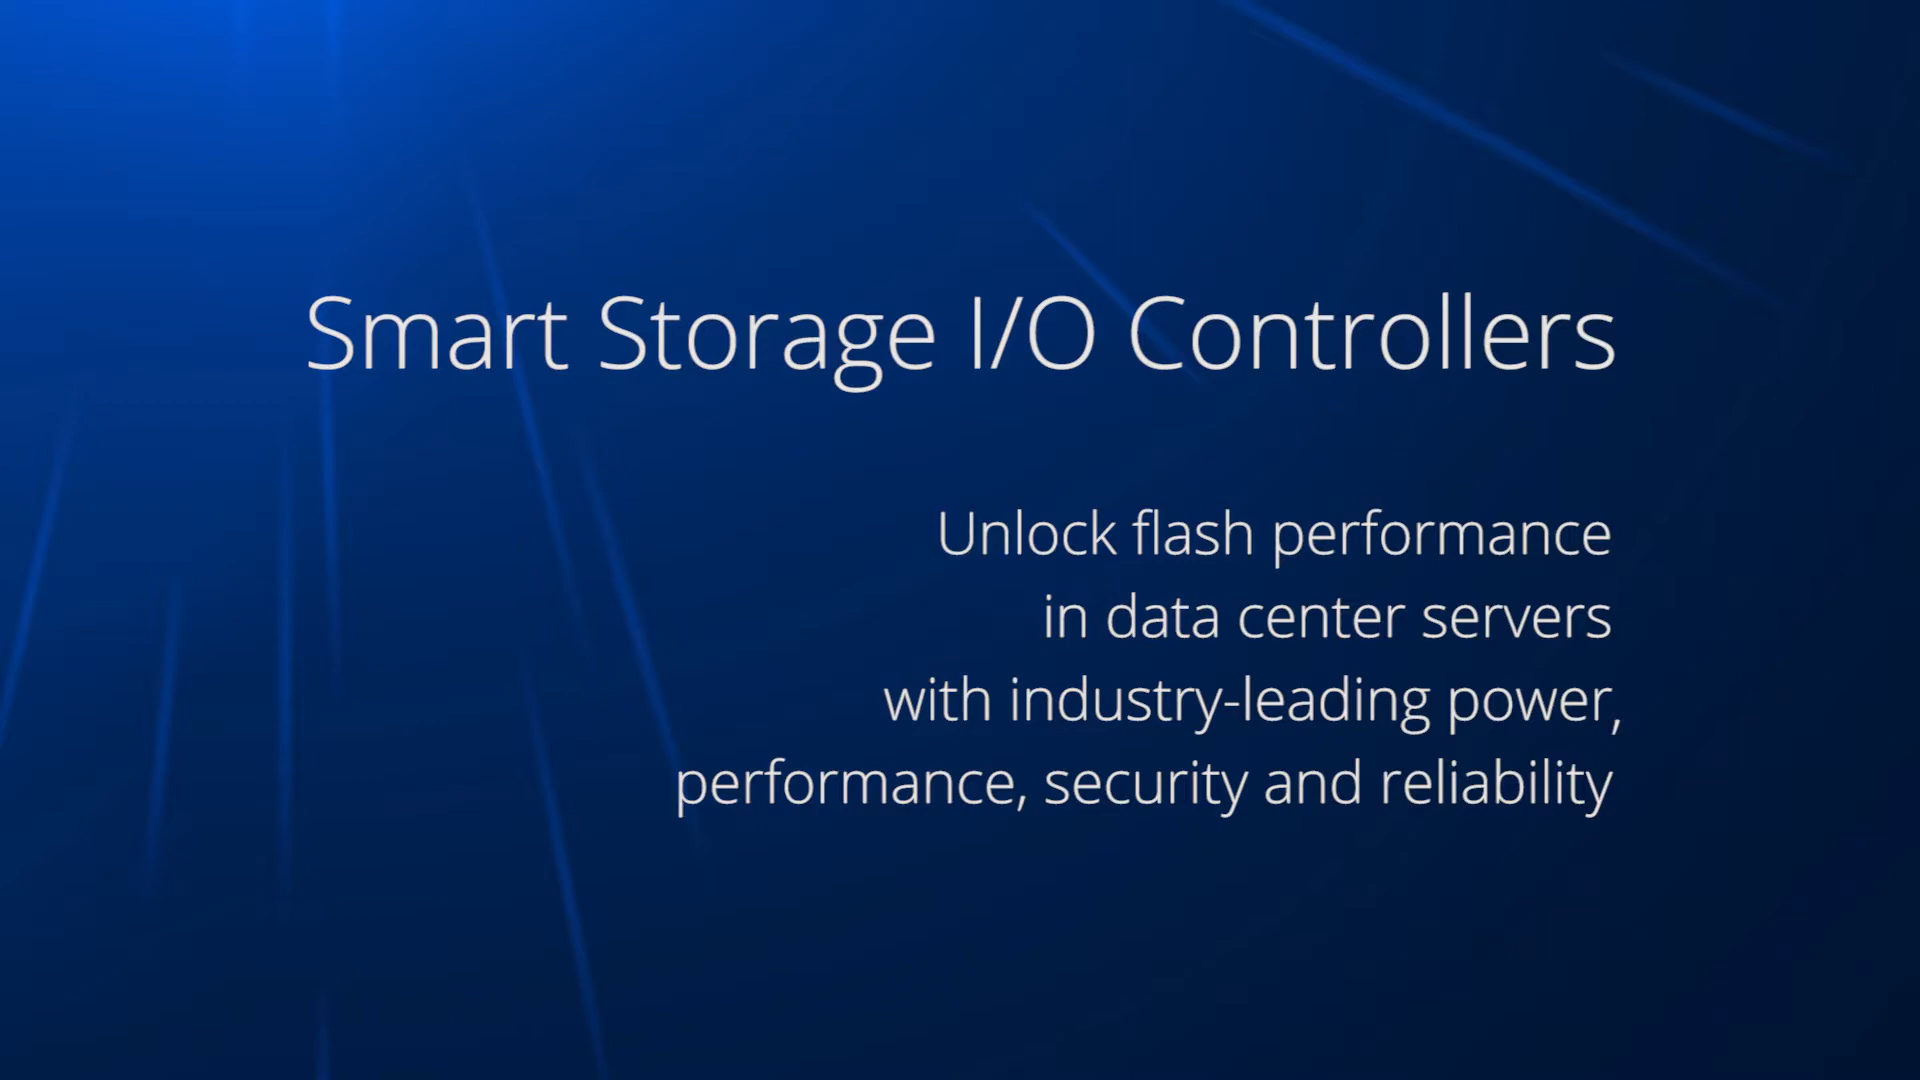 Smart Storage I/O Controllers
Unlock flash performance
in data center servers
with industry-leading power,
performance, security and reliability